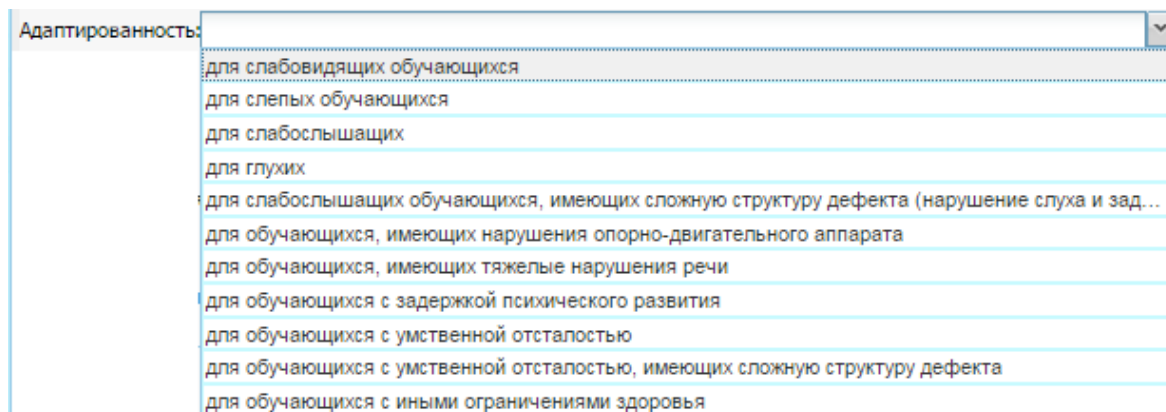 Адаптированность:
для слабовидящих обучающихся
для слепых обучающихся
для слабослышащих
для глухих
для слабослышащих обучающихся, имеющих сложную структуру дефекта (нарушение слуха и зад...
для обучающихся, имеющих нарушения опорно-двигательного аппарата
для обучающихся, имеющих тяжелые нарушения речи
для обучающихся с задержкой психического развития
для обучающихся с умственной отсталостью
для обучающихся с умственной отсталостью, имеющих сложную структуру дефекта
для обучающихся с иными ограничениями здоровья